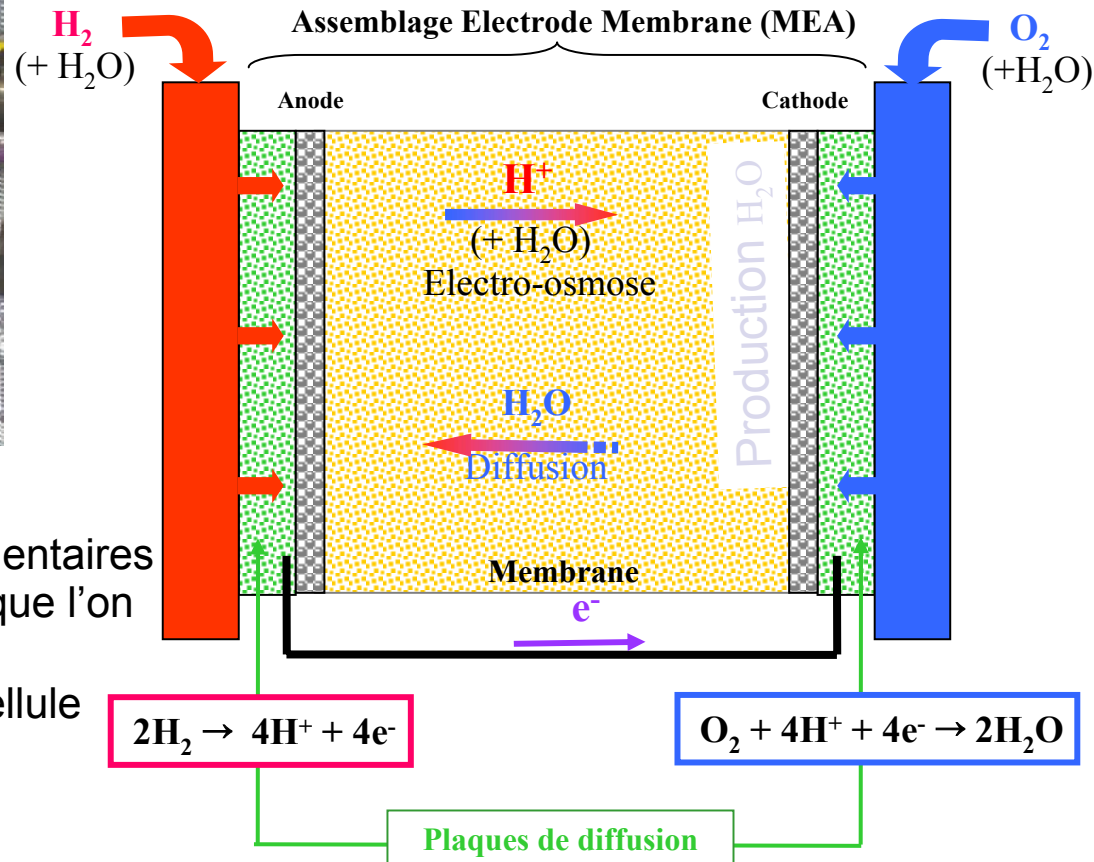 Assemblage Electrode Membrane (MEA)
H₂
(+ H₂O)
O₂
(+H₂O)
Anode
Cathode
H⁺
(+ H₂O)
Electro-osmose
Production H₂O
H₂O
Diffusion
Membrane
e⁻
entaires
que l’on
ellule
2H₂ → 4H⁺ + 4e⁻
O₂ + 4H⁺ + 4e⁻ → 2H₂O
Plaques de diffusion